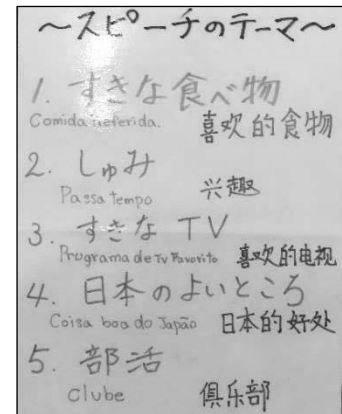 ～スピーチのテーマ～
1. すきな食べ物
Comida Referida. 喜欢的食物
2. しゅみ
Passa tempo 兴趣
3. すきな TV
Programa de TV Favorito 喜欢的电视
4. 日本のよいところ
Coisa boa do Japão 日本的好处
5. 部活
Clube 俱乐部